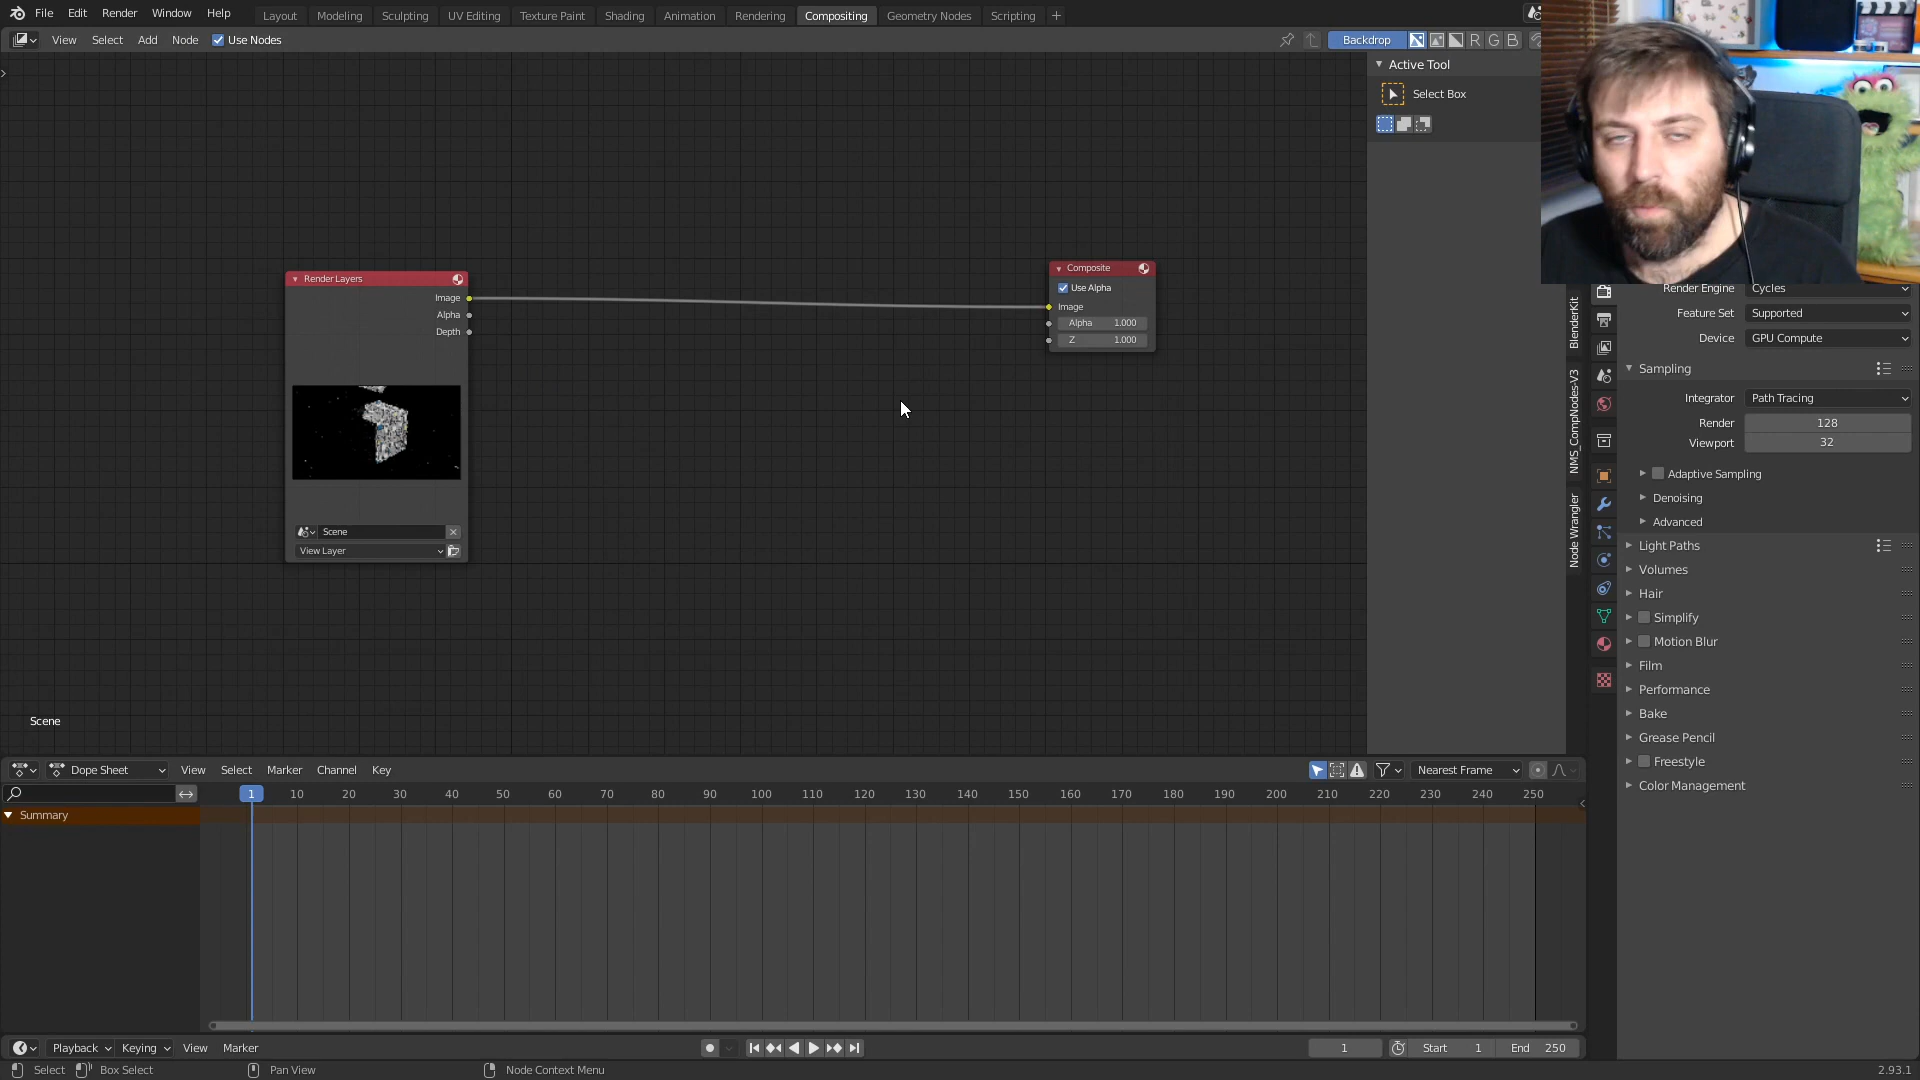 File Edit Render Window Help
Layout Modeling Sculpting UV Editing Texture Paint Shading Animation Rendering Compositing Geometry Nodes Scripting +
View Select Add Node Use Nodes
Backdrop R G B
Active Tool
Select Box
Render Layers
Image
Alpha
Depth
Scene
View Layer
Composite
Use Alpha
Image
Alpha 1.000
Z 1.000
BlenderKit
NMS_CompNodes-V3
Node Wrangler
Render Engine Cycles
Feature Set Supported
Device GPU Compute
Sampling
Integrator Path Tracing
Render 128
Viewport 32
Adaptive Sampling
Denoising
Advanced
Light Paths
Volumes
Hair
Simplify
Motion Blur
Film
Performance
Bake
Grease Pencil
Freestyle
Color Management
Scene
Dope Sheet View Select Marker Channel Key
Nearest Frame
1 10 20 30 40 50 60 70 80 90 100 110 120 130 140 150 160 170 180 190 200 210 220 230 240 250
Summary
Playback Keying View Marker
1 Start 1 End 250
Select Box Select Pan View Node Context Menu
2.93.1